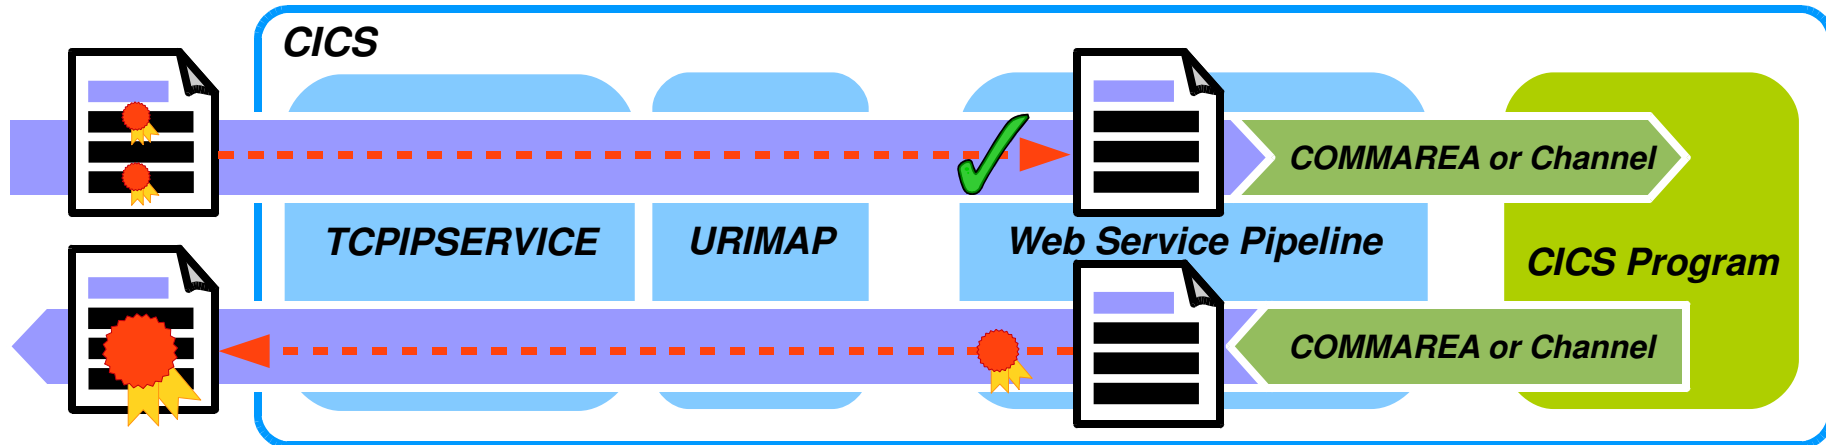 CICS
COMMAREA or Channel
TCPIPSERVICE
URIMAP
Web Service Pipeline
CICS Program
COMMAREA or Channel